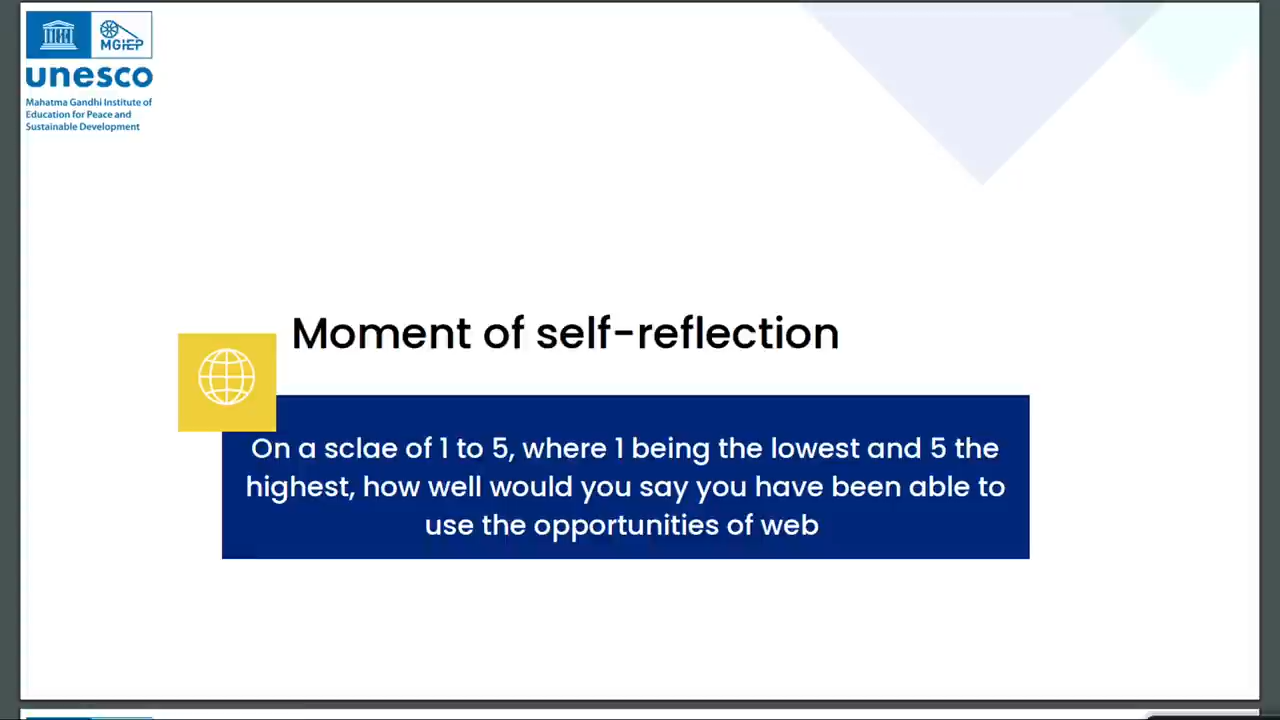 MGIEP
unesco
Mahatma Gandhi Institute of
Education for Peace and
Sustainable Development
Moment of self-reflection
On a sclae of 1 to 5, where 1 being the lowest and 5 the
highest, how well would you say you have been able to
use the opportunities of web